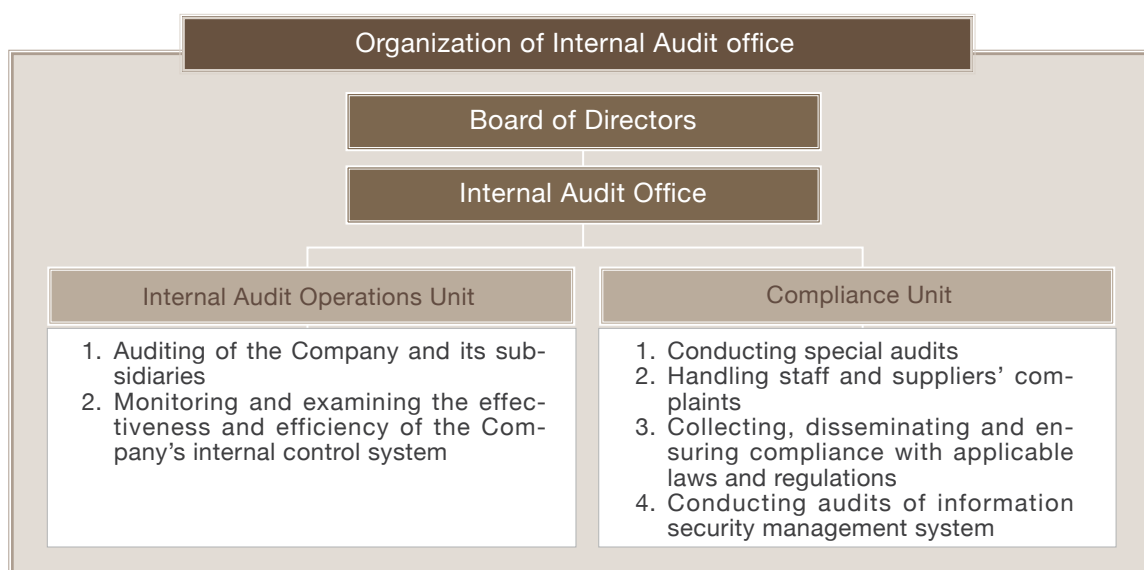 Organization of Internal Audit office
Board of Directors
Internal Audit Office
Internal Audit Operations Unit
1. Auditing of the Company and its sub-
sidiaries
2. Monitoring and examining the effec-
tiveness and efficiency of the Com-
pany’s internal control system
Compliance Unit
1. Conducting special audits
2. Handling staff and suppliers’ com-
plaints
3. Collecting, disseminating and en-
suring compliance with applicable
laws and regulations
4. Conducting audits of information
security management system